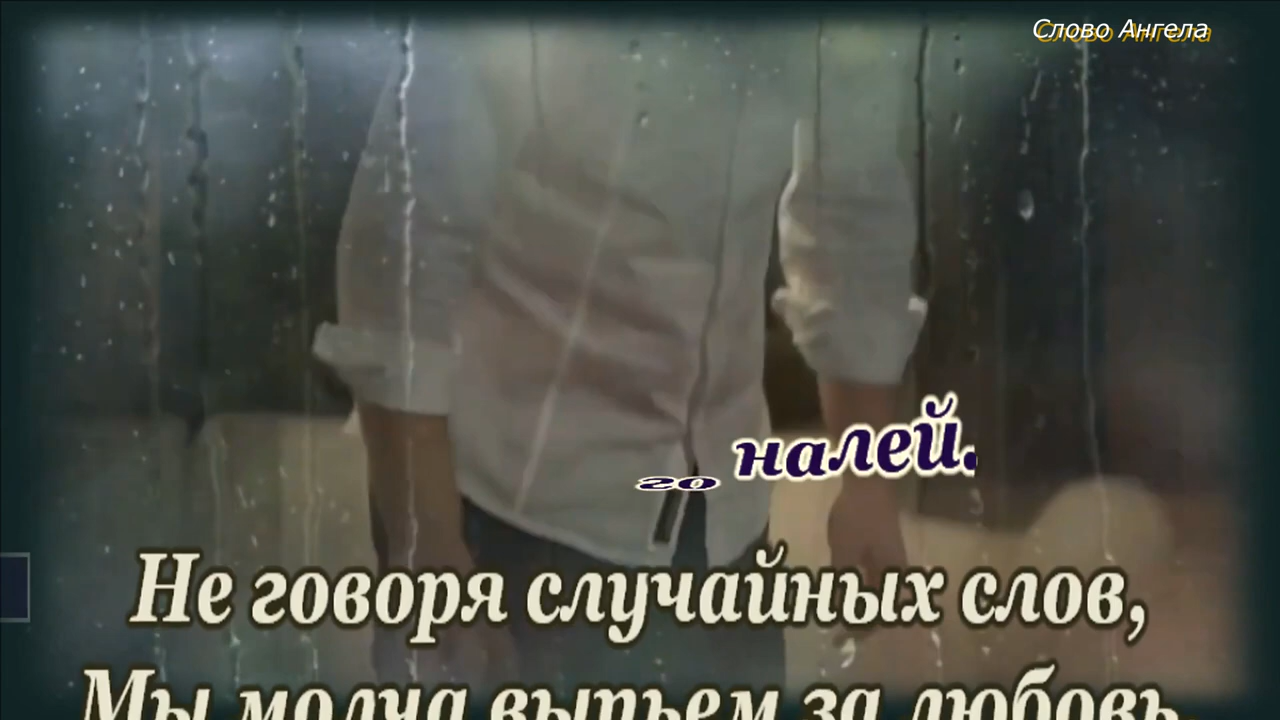 Слово Ангела
го налей.
Не говоря случайных слов,
Мы молча выпьем за любовь